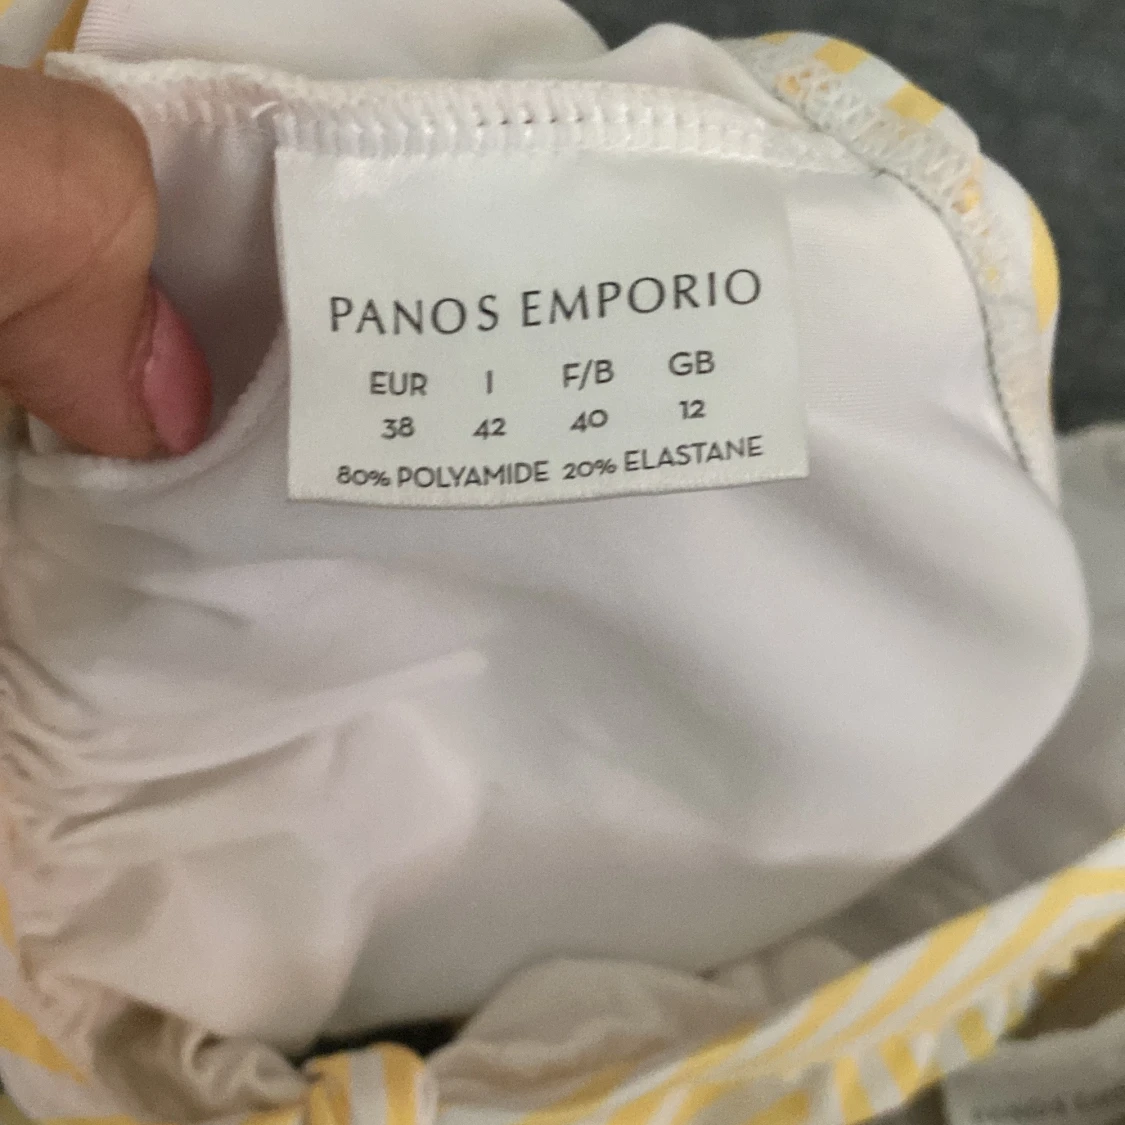 PANOS EMPORIO
EUR I F/B GB
38 42 40 12
80% POLYAMIDE 20% ELASTANE